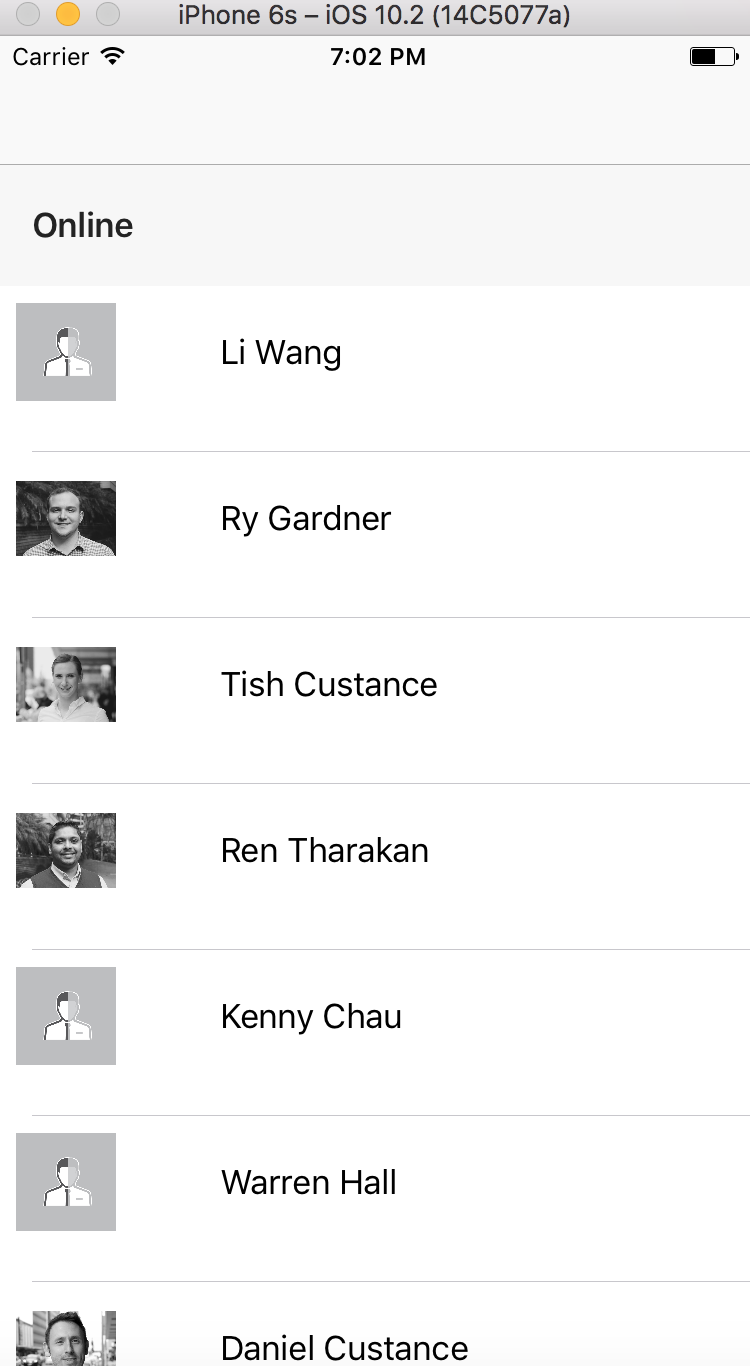 iPhone 6s – iOS 10.2 (14C5077a)
Carrier 7:02 PM
Online
Li Wang
Ry Gardner
Tish Custance
Ren Tharakan
Kenny Chau
Warren Hall
Daniel Custance